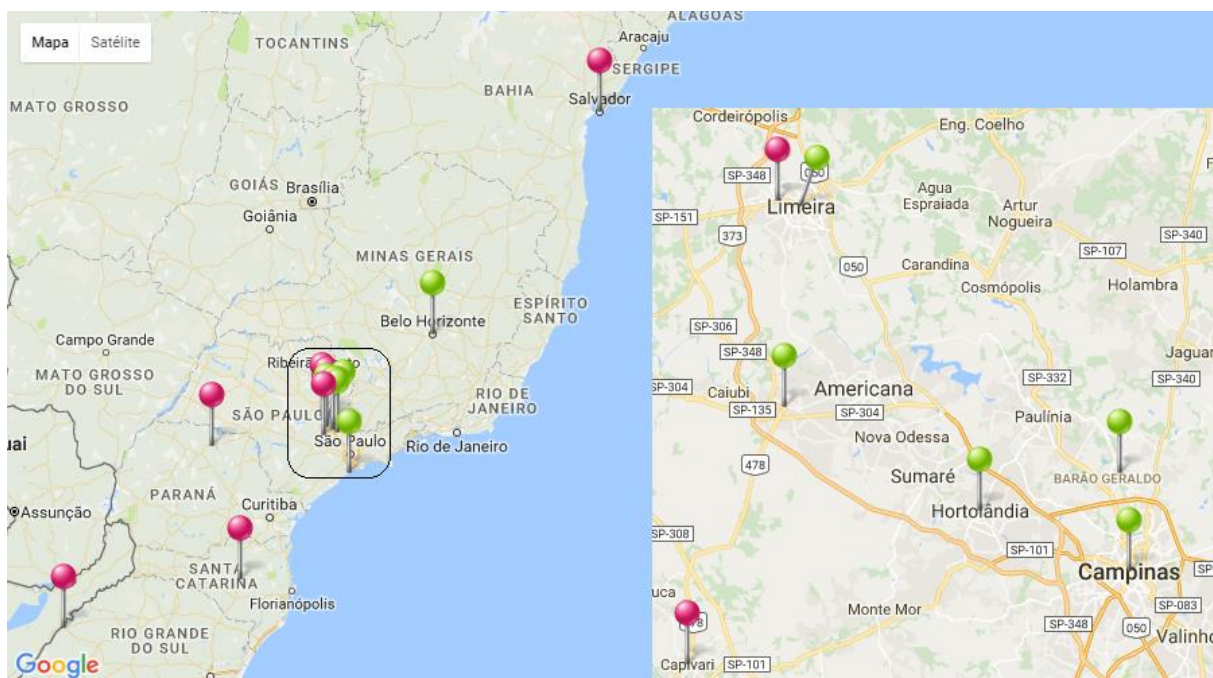 Mapa Satélite
ALAGOAS
Aracaju
TOCANTINS
SERGIPE
BAHIA
MATO GROSSO
Salvador
GOIÁS Brasília
Goiânia
MINAS GERAIS
ESPÍRITO
SANTO
Belo Horizonte
Campo Grande
MATO GROSSO
DO SUL
RIO DE
JANEIRO
SÃO PAULO
São Paulo
Rio de Janeiro
PARANÁ
Curitiba
Assunção
SANTA
CATARINA
Florianópolis
RIO GRANDE
DO SUL
Google
Cordeirópolis
Eng. Coelho
SP-348
050
Limeira
Agua
Espraiada
Artur
Nogueira
SP-151
373
SP-340
SP-107
050
Carandina
Cosmópolis
Holambra
SP-306
SP-348
Jaguar
SP-304
Caiubi
Americana
SP-332
SP-340
SP-135
SP-304
Paulínia
Nova Odessa
478
Sumaré
BARÃO GERALDO
Hortolândia
SP-308
SP-101
Campinas
SP-083
Monte Mor
SP-348
050
Valinho
Capivari
SP-101